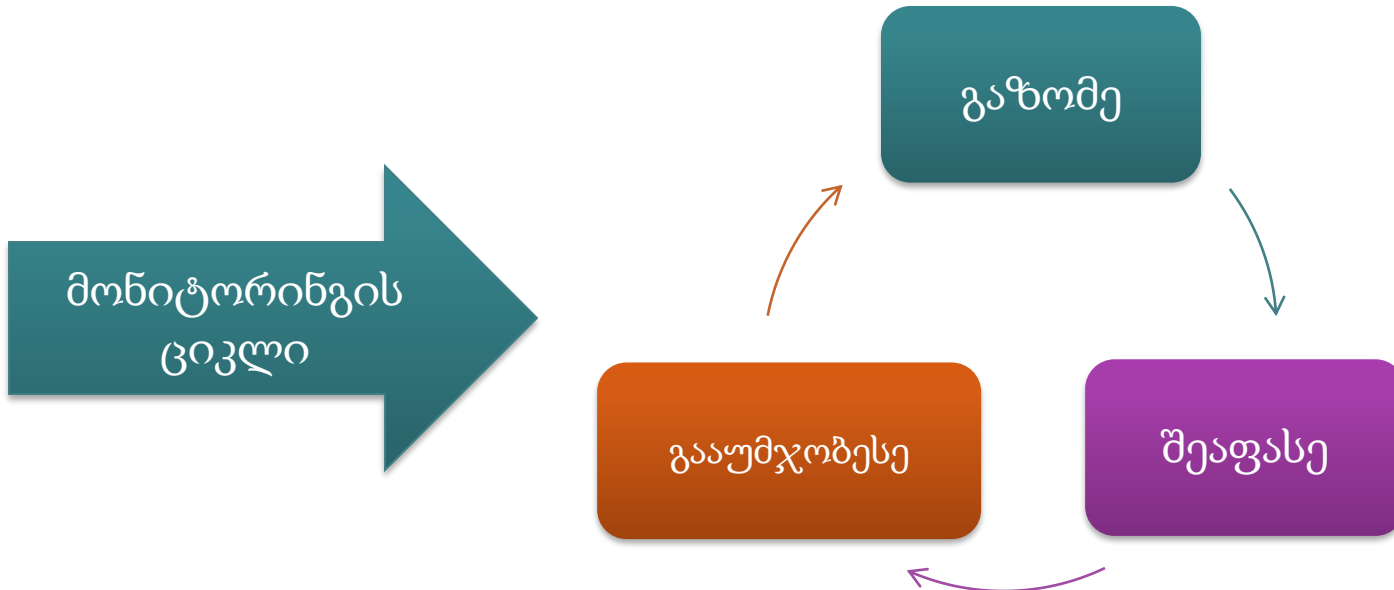 მონიტორინგის
ციკლი
გაზომე
შეაფასე
გააუმჯობესე